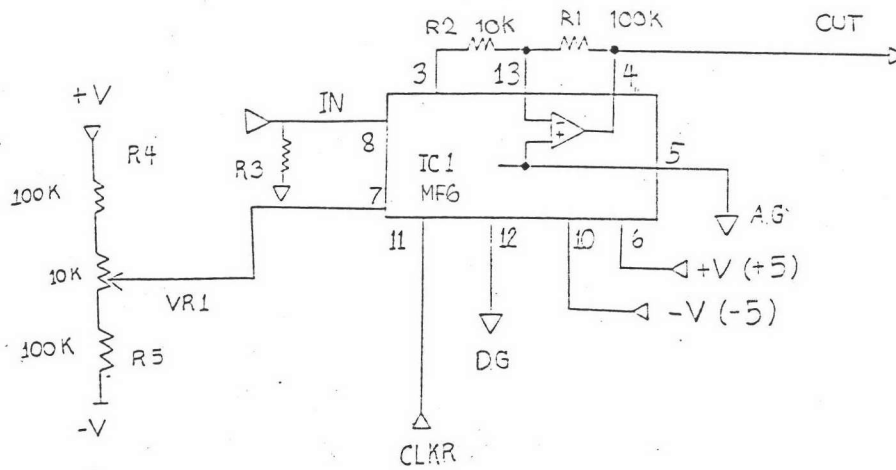 R2 10K R1 100K CUT
3 13 4
+V IN
8
R4 R3 IC1 5
MF6
100K 7 A.G
11 12 10 6
10K VR1 +V (+5)
-V (-5)
100K R5 DG
-V
CLKR
- +